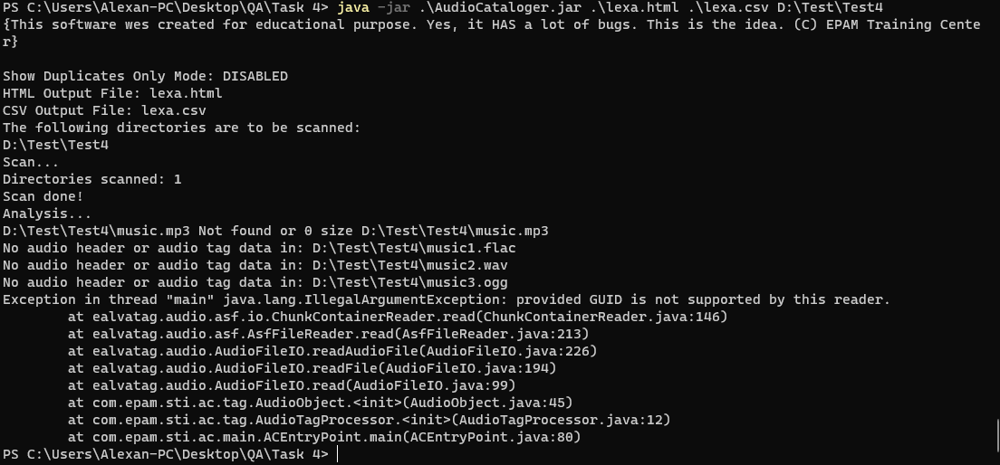 PS C:\Users\Alexan-PC\Desktop\QA\Task 4> java -jar .\AudioCataloger.jar .\lexa.html .\lexa.csv D:\Test\Test4
{This software wes created for educational purpose. Yes, it HAS a lot of bugs. This is the idea. (C) EPAM Training Cente
r}
Show Duplicates Only Mode: DISABLED
HTML Output File: lexa.html
CSV Output File: lexa.csv
The following directories are to be scanned:
D:\Test\Test4
Scan...
Directories scanned: 1
Scan done!
Analysis...
D:\Test\Test4\music.mp3 Not found or 0 size D:\Test\Test4\music.mp3
No audio header or audio tag data in: D:\Test\Test4\music1.flac
No audio header or audio tag data in: D:\Test\Test4\music2.wav
No audio header or audio tag data in: D:\Test\Test4\music3.ogg
Exception in thread "main" java.lang.IllegalArgumentException: provided GUID is not supported by this reader.
        at ealvatag.audio.asf.io.ChunkContainerReader.read(ChunkContainerReader.java:146)
        at ealvatag.audio.asf.AsfFileReader.read(AsfFileReader.java:213)
        at ealvatag.audio.AudioFileIO.readAudioFile(AudioFileIO.java:226)
        at ealvatag.audio.AudioFileIO.readFile(AudioFileIO.java:194)
        at ealvatag.audio.AudioFileIO.read(AudioFileIO.java:99)
        at com.epam.sti.ac.tag.AudioObject.<init>(AudioObject.java:45)
        at com.epam.sti.ac.tag.AudioTagProcessor.<init>(AudioTagProcessor.java:12)
        at com.epam.sti.ac.main.ACEntryPoint.main(ACEntryPoint.java:80)
PS C:\Users\Alexan-PC\Desktop\QA\Task 4>